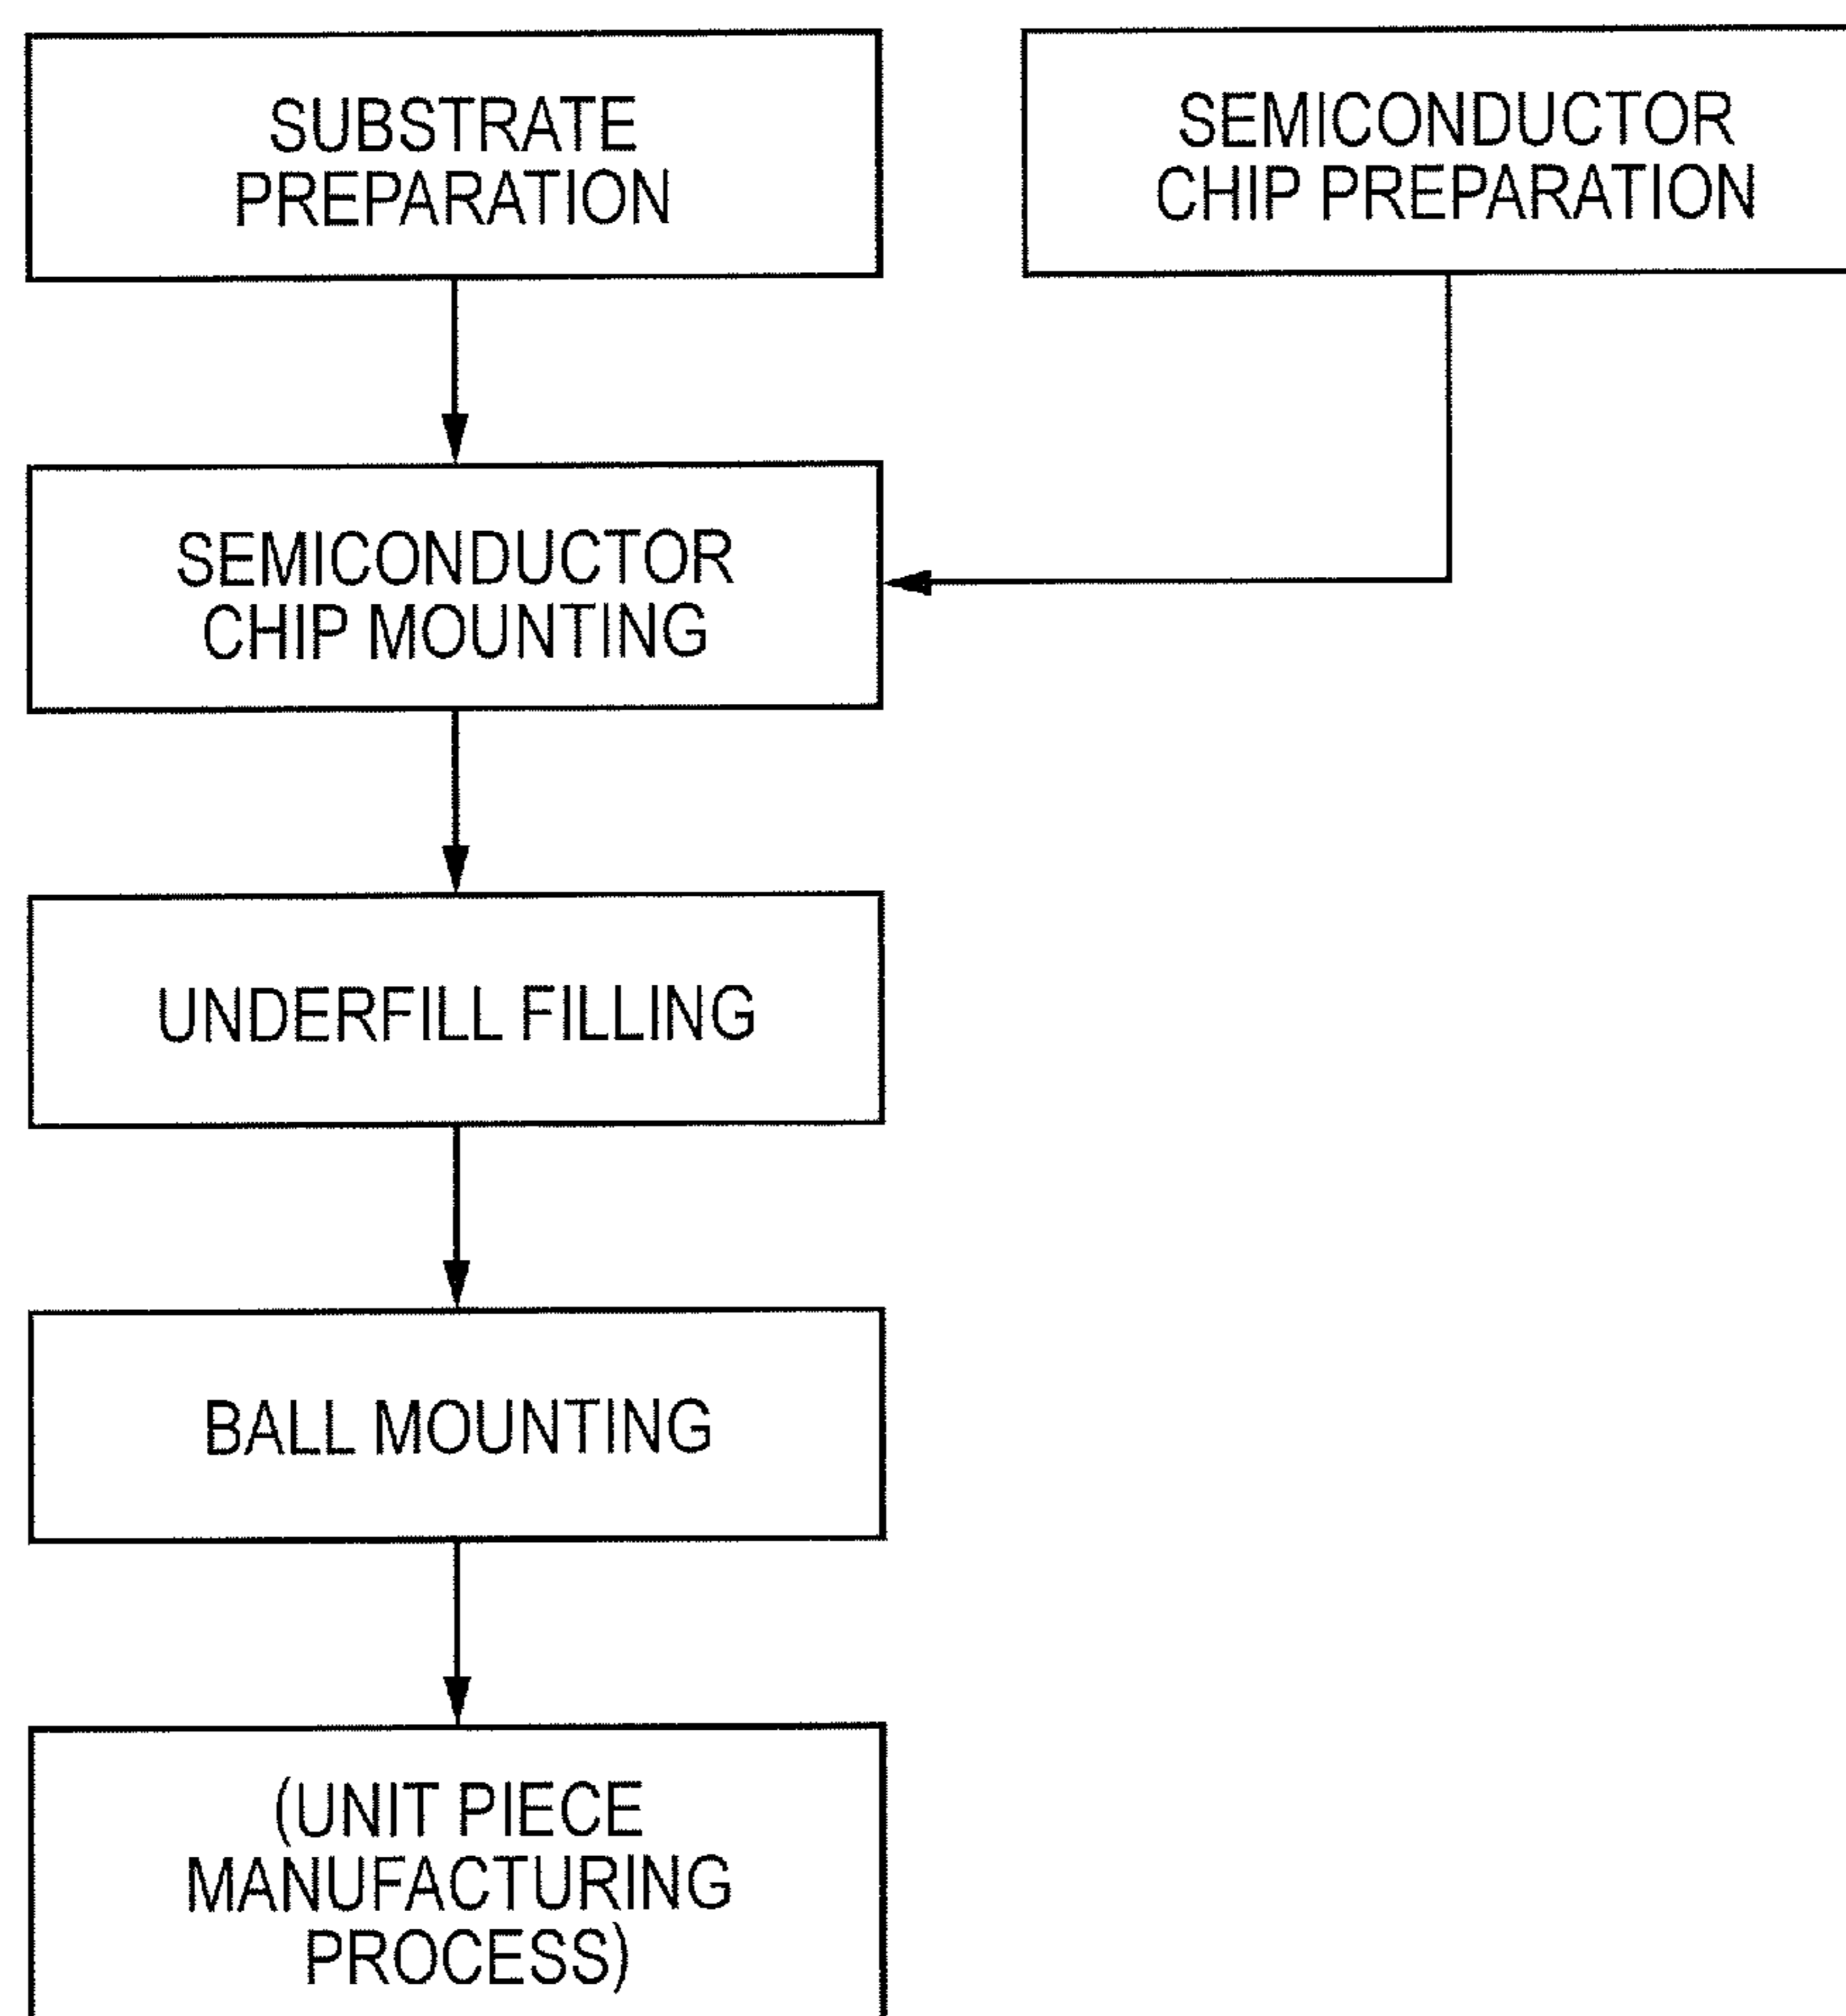 SUBSTRATE
PREPARATION
SEMICONDUCTOR
CHIP PREPARATION
SEMICONDUCTOR
CHIP MOUNTING
UNDERFILL FILLING
BALL MOUNTING
(UNIT PIECE
MANUFACTURING
PROCESS)